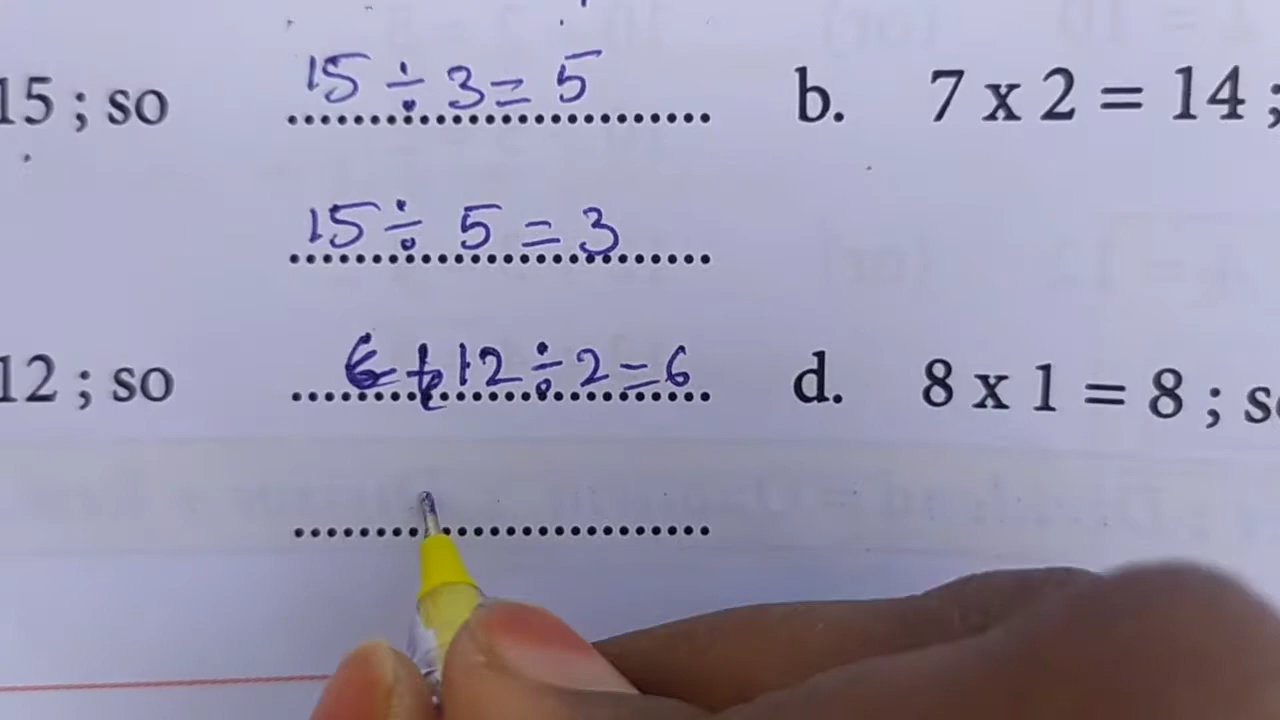 15 ; so 15 ÷ 3 = 5 b. 7 x 2 = 14 ;
15 ÷ 5 = 3
12 ; so 12 ÷ 2 = 6 d. 8 x 1 = 8 ; so